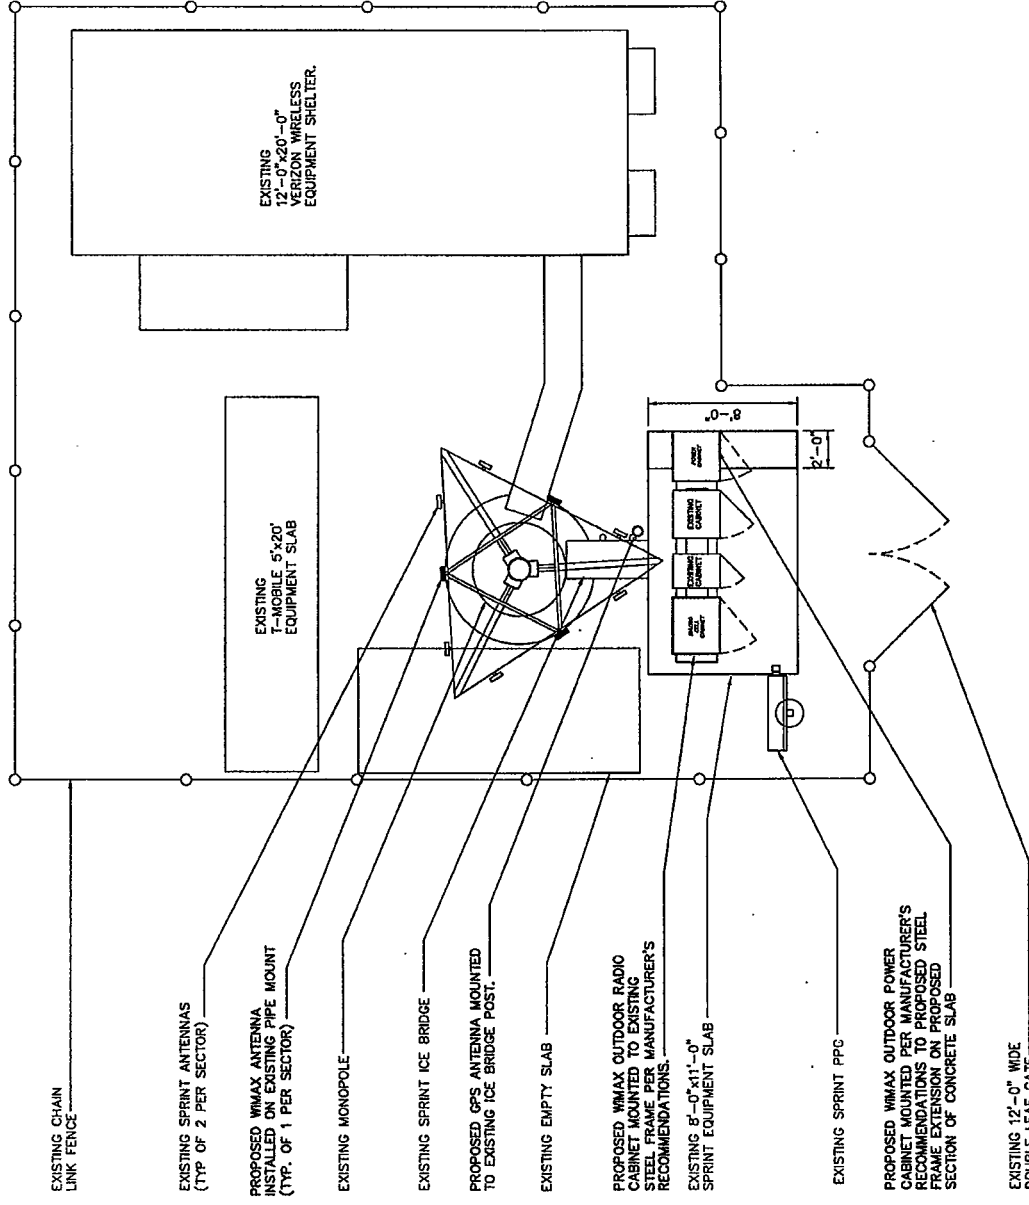 EXISTING
12'-0"x20'-0"
VERIZON WIRELESS
EQUIPMENT SHELTER.
EXISTING
T-MOBILE 5'x20'
EQUIPMENT SLAB
8'-0"
2'-0"
POWER
CABINET
EXISTING
CABINET
EXISTING
CABINET
CABINET
EXISTING CHAIN
LINK FENCE
EXISTING SPRINT ANTENNAS
(TYP OF 2 PER SECTOR)
PROPOSED WIMAX ANTENNA
INSTALLED ON EXISTING PIPE MOUNT
(TYP. OF 1 PER SECTOR)
EXISTING MONOPOLE
EXISTING SPRINT ICE BRIDGE
PROPOSED GPS ANTENNA MOUNTED
TO EXISTING ICE BRIDGE POST.
EXISTING EMPTY SLAB
PROPOSED WIMAX OUTDOOR RADIO
CABINET MOUNTED TO EXISTING
STEEL FRAME PER MANUFACTURER'S
RECOMMENDATIONS.
EXISTING 8'-0"x11'-0"
SPRINT EQUIPMENT SLAB
EXISTING SPRINT PPC
PROPOSED WIMAX OUTDOOR POWER
CABINET MOUNTED PER MANUFACTURER'S
RECOMMENDATIONS TO PROPOSED STEEL
FRAME EXTENSION ON PROPOSED
SECTION OF CONCRETE SLAB
EXISTING 12'-0" WIDE
DOUBLE LEAF GATE